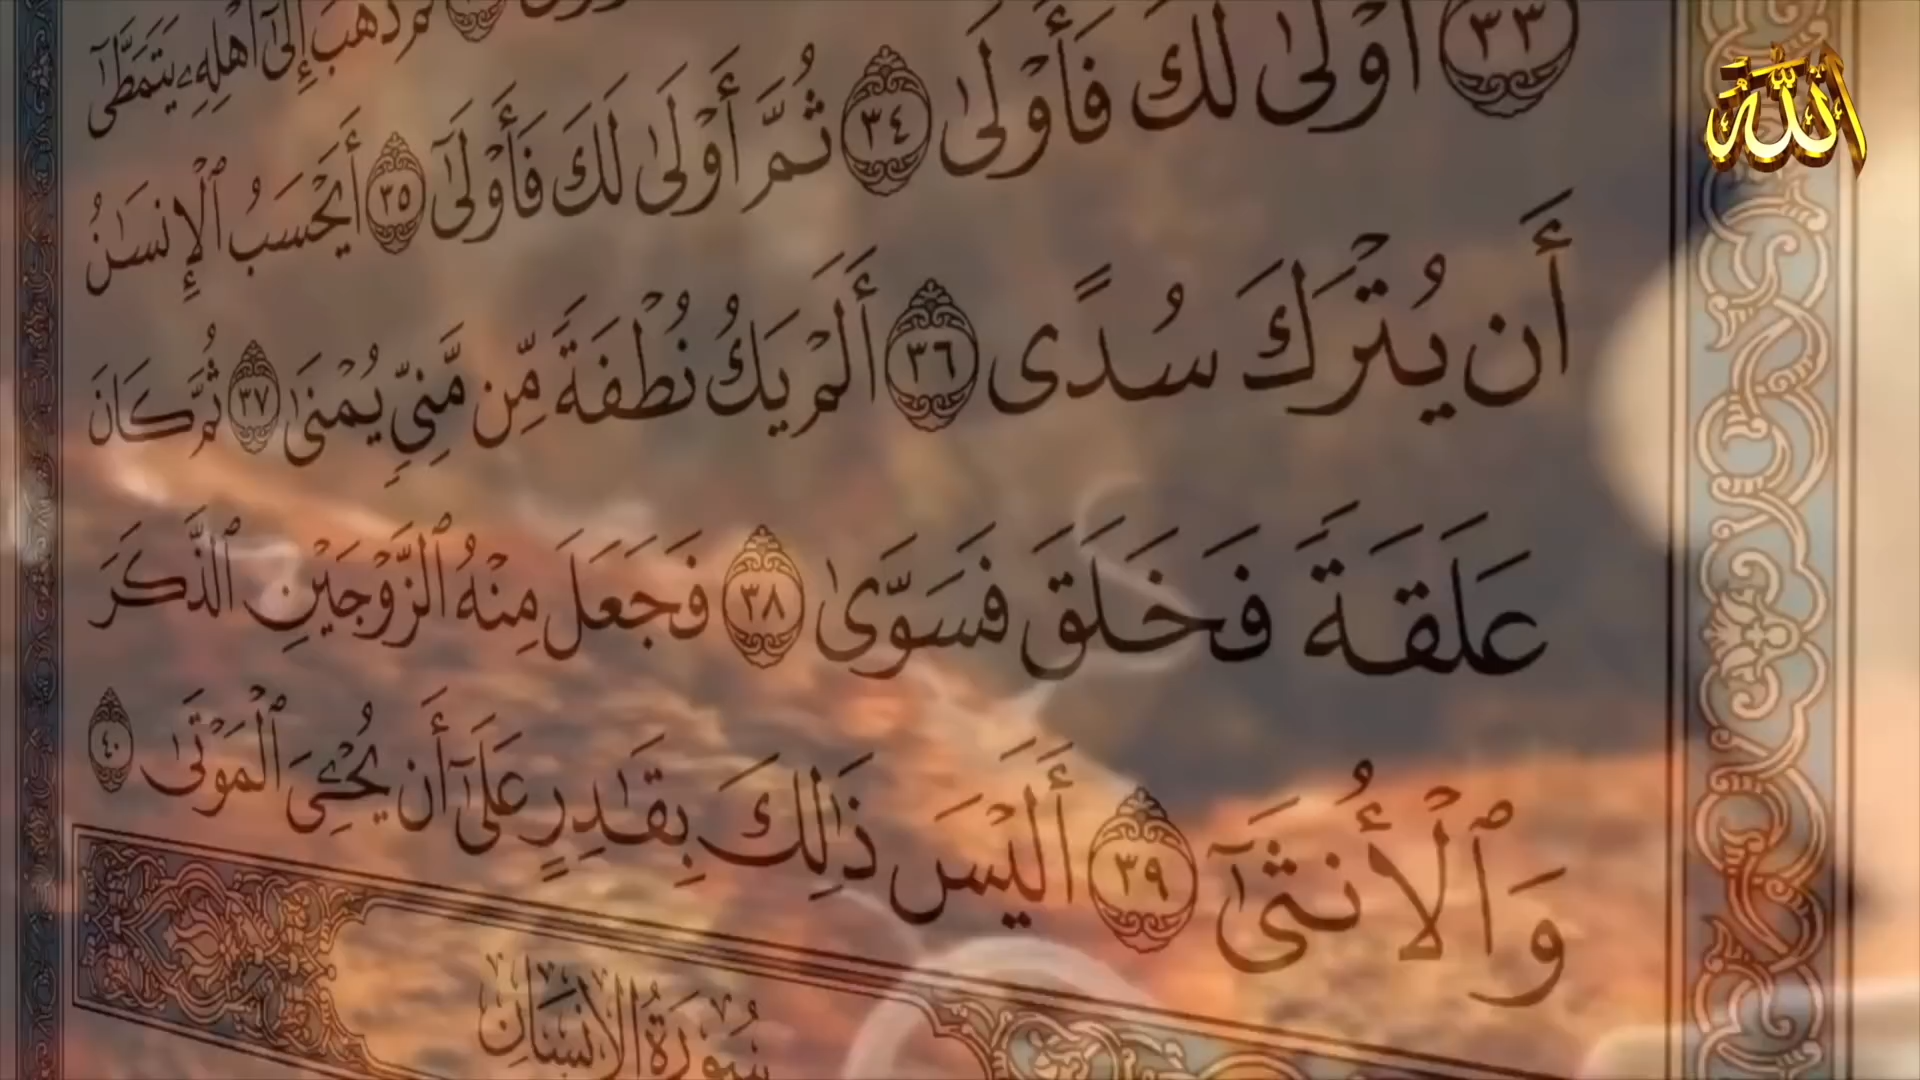 ثُمَّ ذَهَبَ إِلَىٰٓ أَهْلِهِۦ يَتَمَطَّىٰٓ
٣٣ أَوْلَىٰ لَكَ فَأَوْلَىٰ ٣٤ ثُمَّ أَوْلَىٰ لَكَ فَأَوْلَىٰٓ ٣٥ أَيَحْسَبُ ٱلْإِنسَٰنُ
أَن يُتْرَكَ سُدًى ٣٦ أَلَمْ يَكُ نُطْفَةً مِّن مَّنِىٍّ يُمْنَىٰ ٣٧ ثُمَّ كَانَ
عَلَقَةً فَخَلَقَ فَسَوَّىٰ ٣٨ فَجَعَلَ مِنْهُ ٱلزَّوْجَيْنِ ٱلذَّكَرَ
وَٱلْأُنثَىٰٓ ٣٩ أَلَيْسَ ذَٰلِكَ بِقَٰدِرٍ عَلَىٰٓ أَن يُحْـِۧىَ ٱلْمَوْتَىٰ ٤٠
سُورَةُ الإِنسَانِ
الله